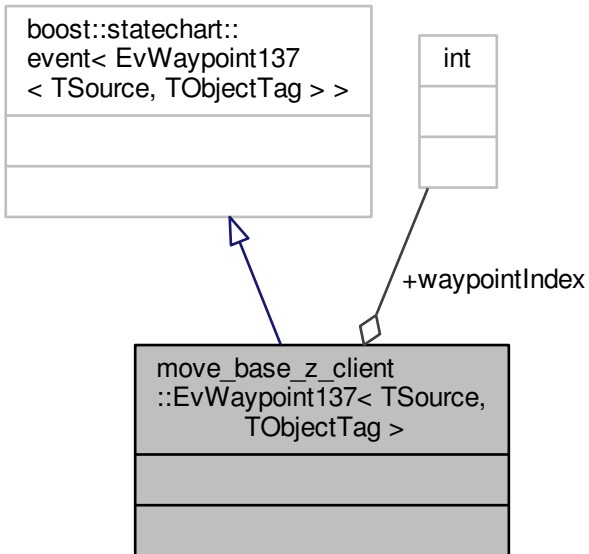 boost::statechart::
event< EvWaypoint137
< TSource, TObjectTag > >
int
+waypointIndex
move_base_z_client
::EvWaypoint137< TSource,
TObjectTag >